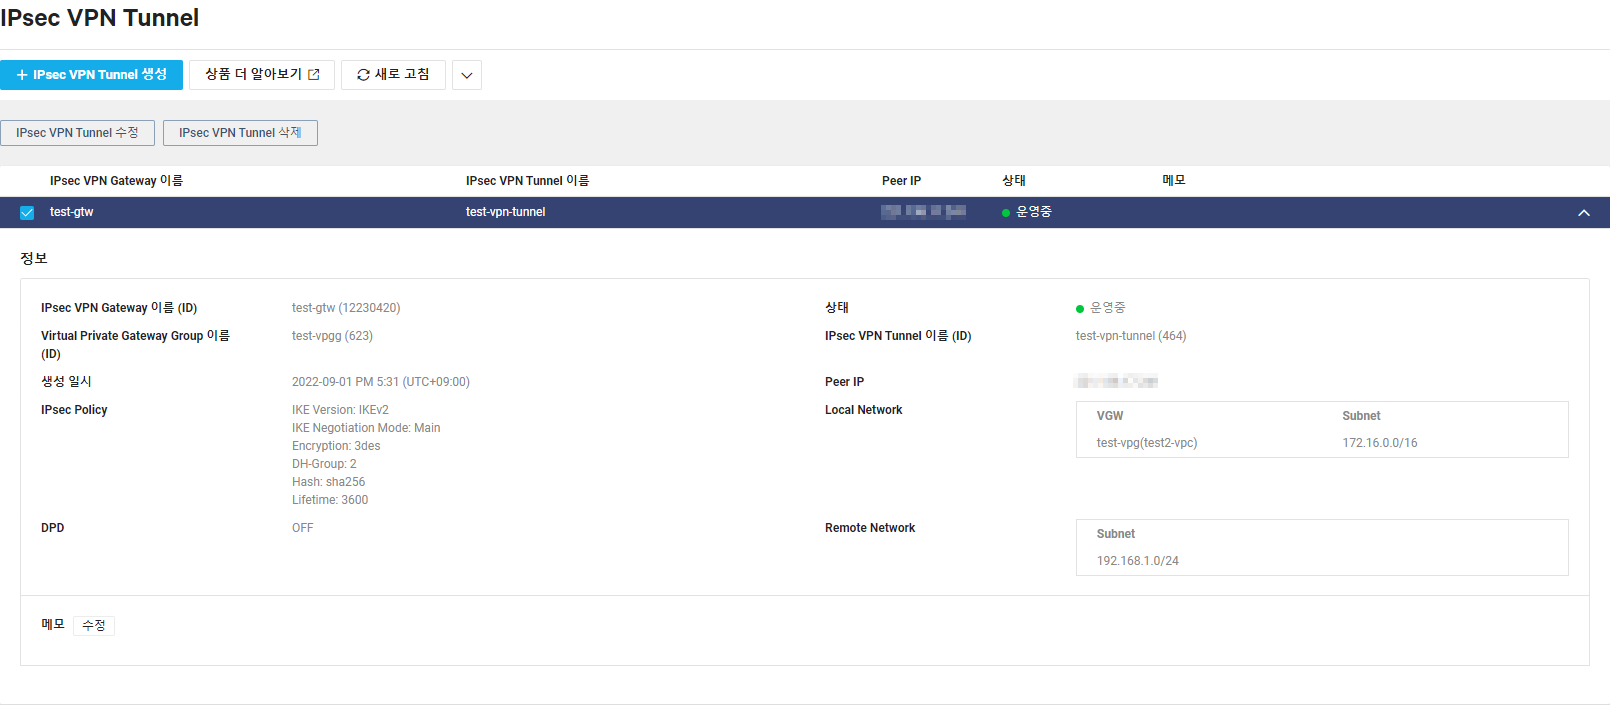 IPsec VPN Tunnel
+ IPsec VPN Tunnel 생성
상품 더 알아보기
새로 고침
IPsec VPN Tunnel 수정
IPsec VPN Tunnel 삭제
IPsec VPN Gateway 이름 IPsec VPN Tunnel 이름 Peer IP 상태 메모
test-gtw test-vpn-tunnel 운영중
정보
IPsec VPN Gateway 이름 (ID) test-gtw (12230420) 상태 운영중
Virtual Private Gateway Group 이름 test-vpgg (623) IPsec VPN Tunnel 이름 (ID) test-vpn-tunnel (464)
(ID)
생성 일시 2022-09-01 PM 5:31 (UTC+09:00) Peer IP
IPsec Policy IKE Version: IKEv2 Local Network VGW Subnet
IKE Negotiation Mode: Main
test-vpg(test2-vpc) 172.16.0.0/16
Encryption: 3des
DH-Group: 2
Hash: sha256
Lifetime: 3600
DPD OFF Remote Network Subnet
192.168.1.0/24
메모 수정